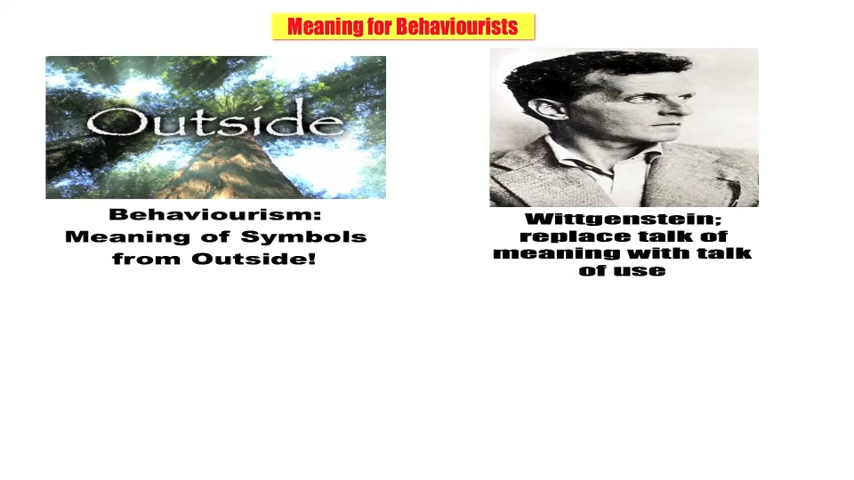 Meaning for Behaviourists
Outside
Behaviourism:
Meaning of Symbols
from Outside!
Wittgenstein;
replace talk of
meaning with talk
of use